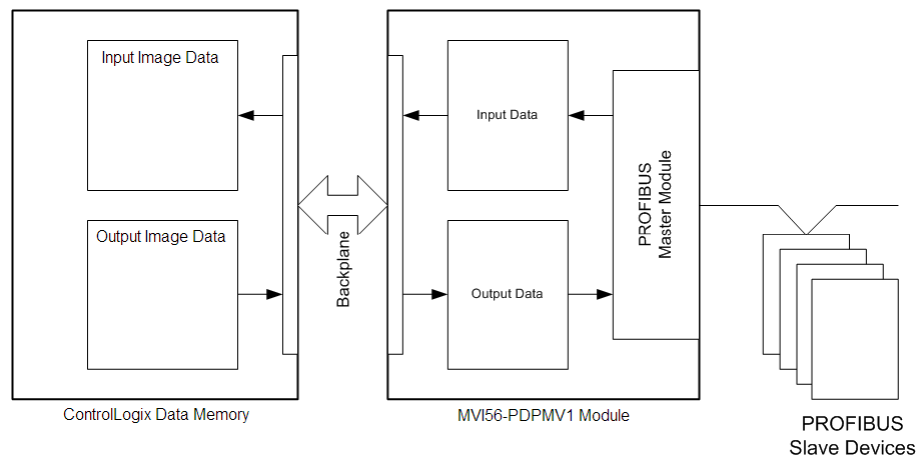 Input Image Data
Output Image Data
ControlLogix Data Memory
Backplane
Input Data
Output Data
PROFIBUS
Master Module
MVI56-PDPMV1 Module
PROFIBUS
Slave Devices